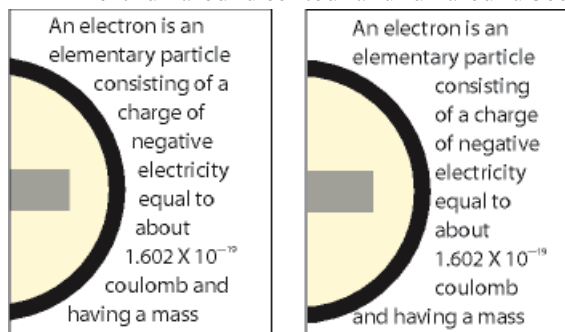 An electron is an
elementary particle
consisting of a
charge of
negative
electricity
equal to
about
1.602 X 10⁻¹⁹
coulomb and
having a mass
An electron is an
elementary particle
consisting
of a charge
of negative
electricity
equal to
about
1.602 X 10⁻¹⁹
coulomb
and having a mass